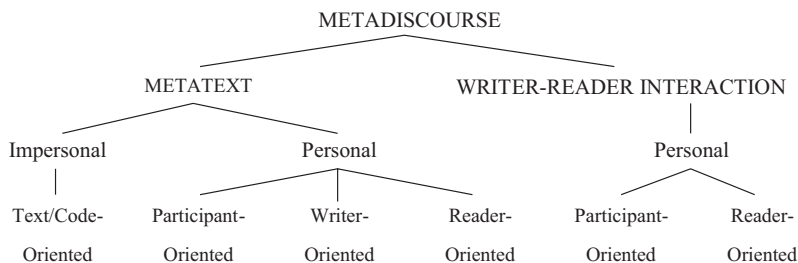 METADISCOURSE
METATEXT WRITER-READER INTERACTION
Impersonal Personal Personal
Text/Code- Participant- Writer- Reader- Participant- Reader-
Oriented Oriented Oriented Oriented Oriented Oriented